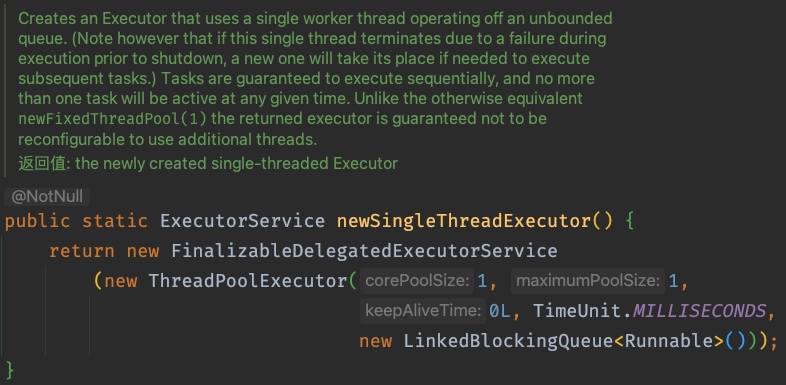 Creates an Executor that uses a single worker thread operating off an unbounded
queue. (Note however that if this single thread terminates due to a failure during
execution prior to shutdown, a new one will take its place if needed to execute
subsequent tasks.) Tasks are guaranteed to execute sequentially, and no more
than one task will be active at any given time. Unlike the otherwise equivalent
newFixedThreadPool(1) the returned executor is guaranteed not to be
reconfigurable to use additional threads.
返回值: the newly created single-threaded Executor
@NotNull
public static ExecutorService newSingleThreadExecutor() {
    return new FinalizableDelegatedExecutorService
        (new ThreadPoolExecutor( corePoolSize: 1, maximumPoolSize: 1,
                                keepAliveTime: 0L, TimeUnit.MILLISECONDS,
                                new LinkedBlockingQueue<Runnable>()));
}